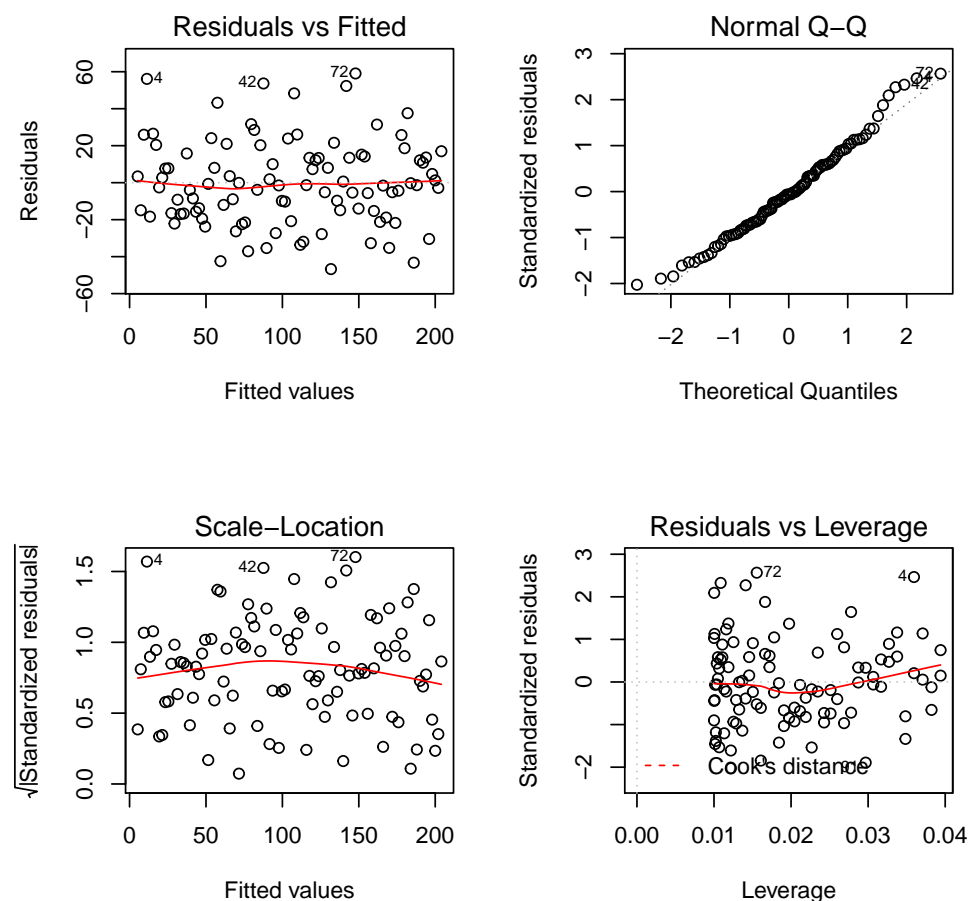 Residuals vs Fitted
Residuals
60
20
−20
−60
4
42
72
0 50 100 150 200
Fitted values
Normal Q−Q
Standardized residuals
3
2
1
0
−1
−2
72
4
42
−2 −1 0 1 2
Theoretical Quantiles
Scale−Location
√|Standardized residuals|
1.5
1.0
0.5
0.0
4
42
72
0 50 100 150 200
Fitted values
Residuals vs Leverage
Standardized residuals
3
2
1
0
−1
−2
72
4
Cook's distance
0.00 0.01 0.02 0.03 0.04
Leverage